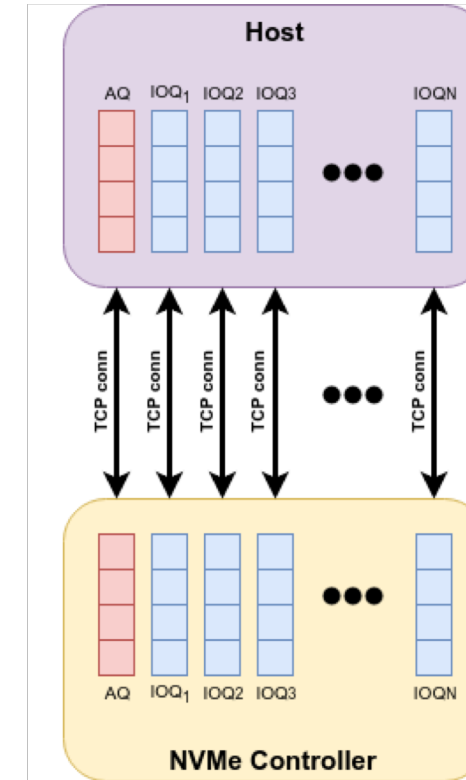 Host
AQ IOQ₁ IOQ2 IOQ3 IOQN
TCP conn TCP conn TCP conn TCP conn TCP conn
AQ IOQ₁ IOQ2 IOQ3 IOQN
NVMe Controller